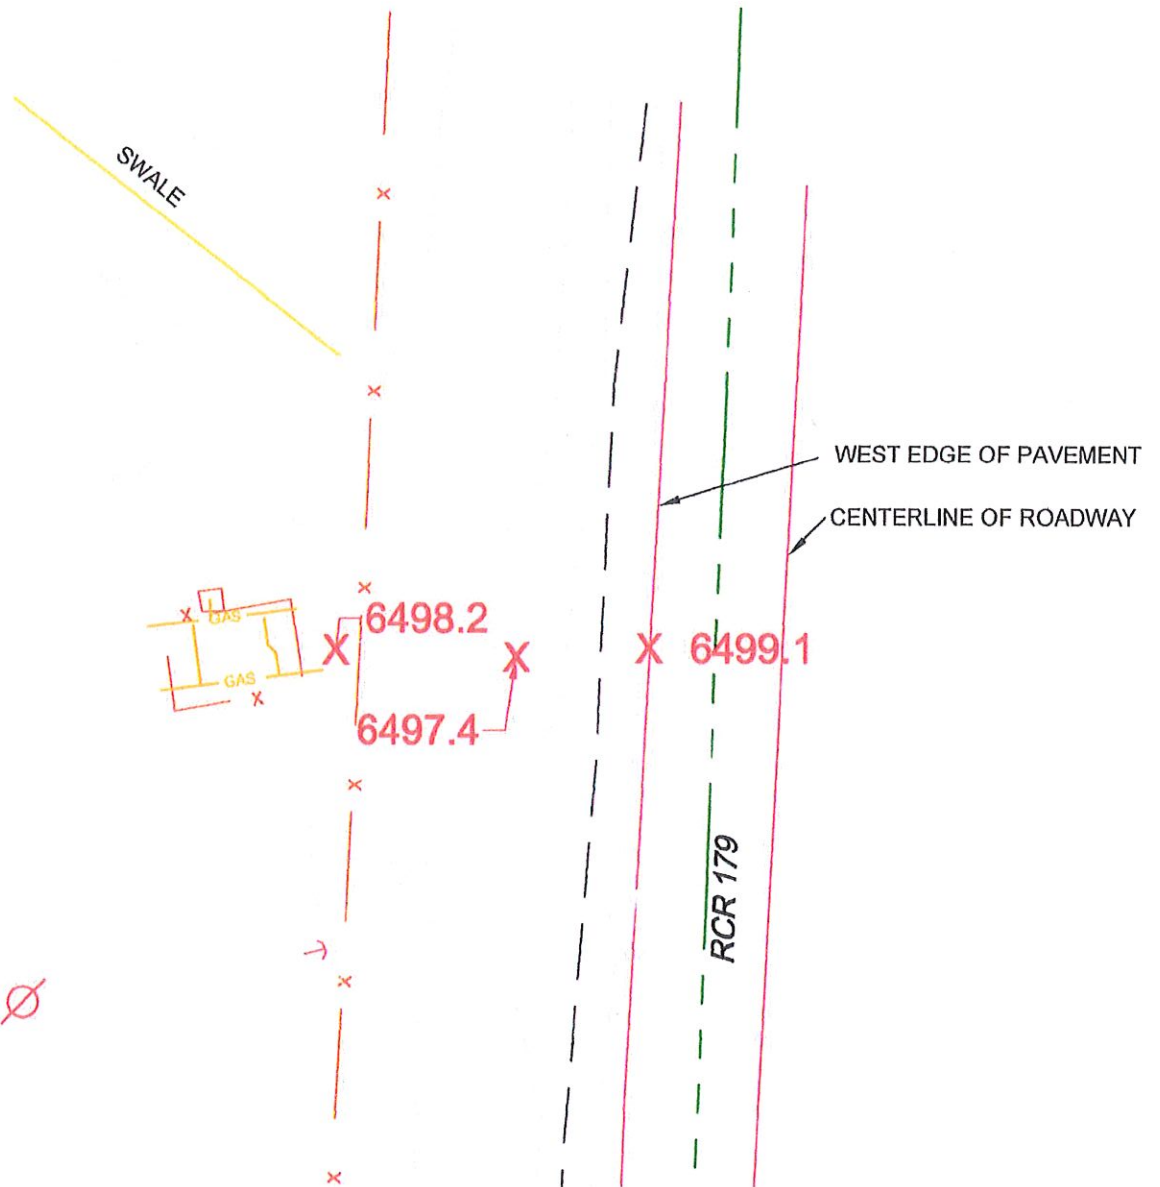 SWALE
WEST EDGE OF PAVEMENT
CENTERLINE OF ROADWAY
GAS
6498.2
X X X 6499.1
GAS
6497.4
RCR 179